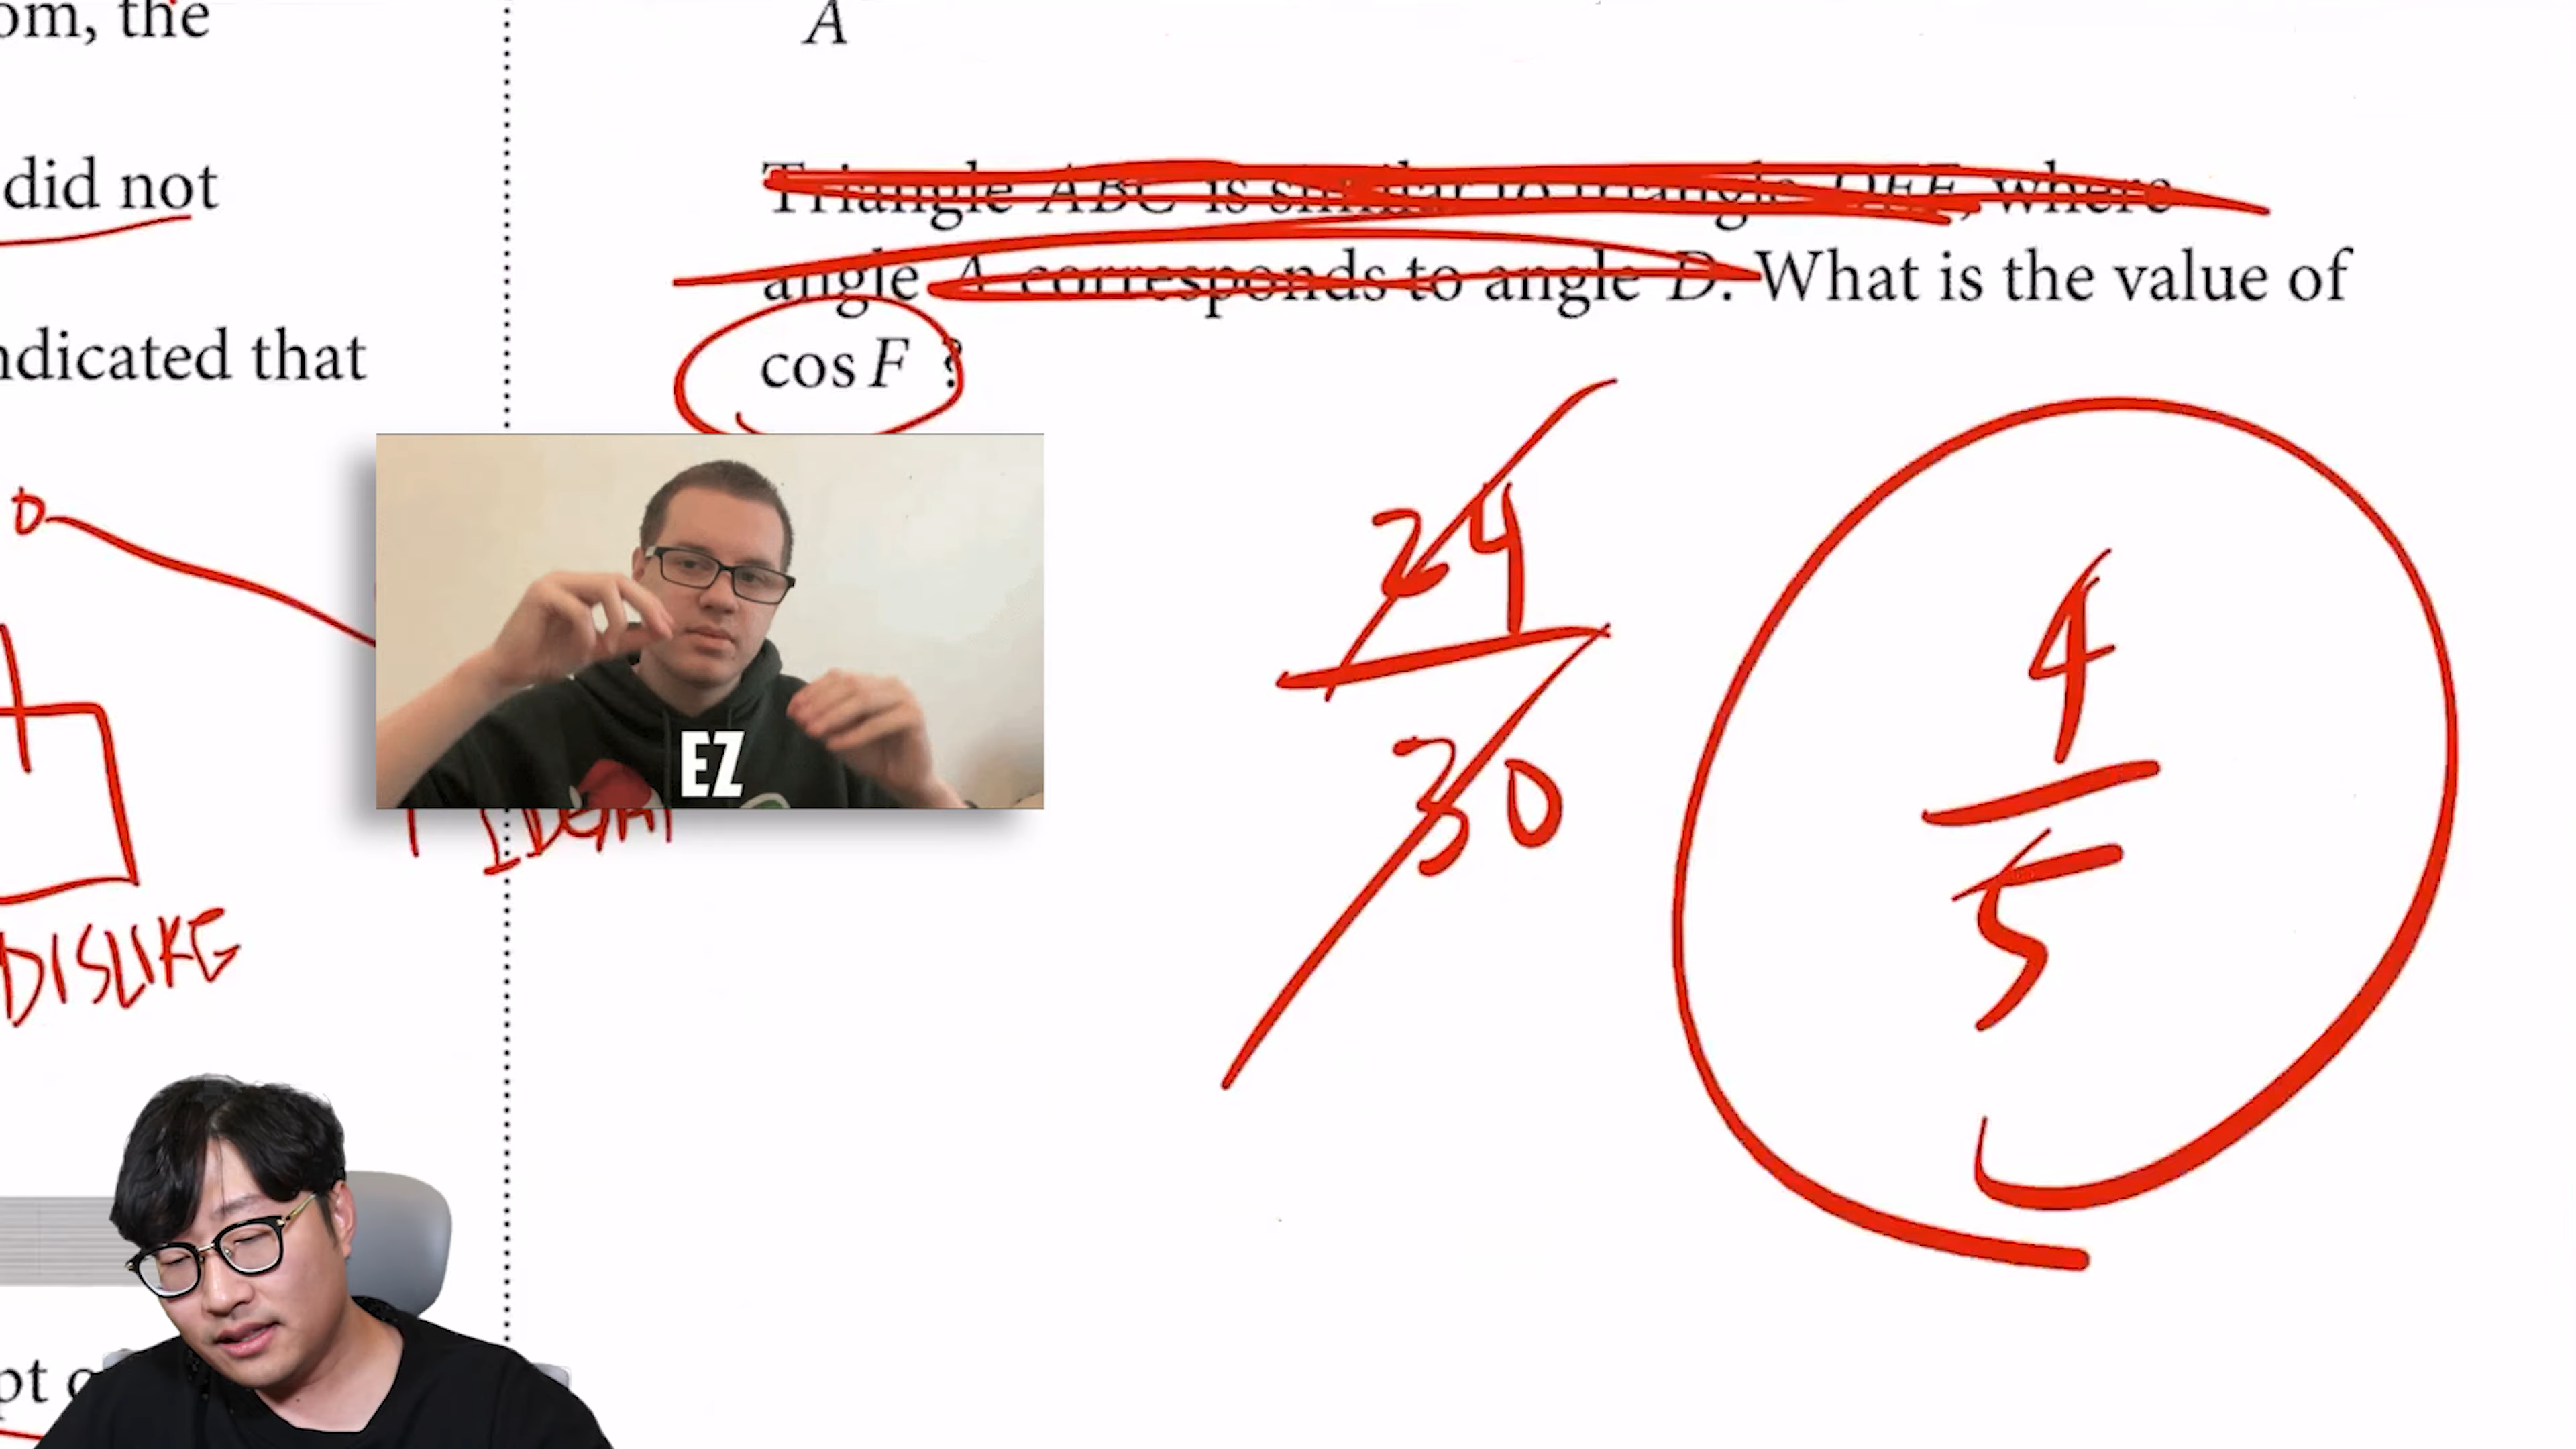 om, the
did not
ndicated that
DISLIKE
pt
A
Triangle ABC is similar to triangle DEF, where
angle A corresponds to angle D. What is the value of
cos F ?
EZ
24
30
4
5